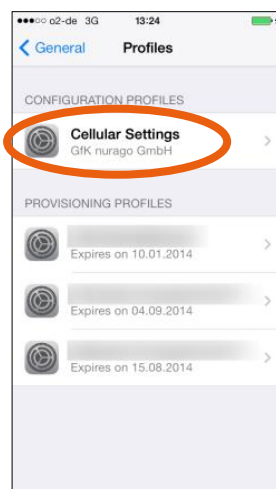 o2-de 3G 13:24
General Profiles
CONFIGURATION PROFILES
Cellular Settings
GfK nurago GmbH
PROVISIONING PROFILES
Expires on 10.01.2014
Expires on 04.09.2014
Expires on 15.08.2014